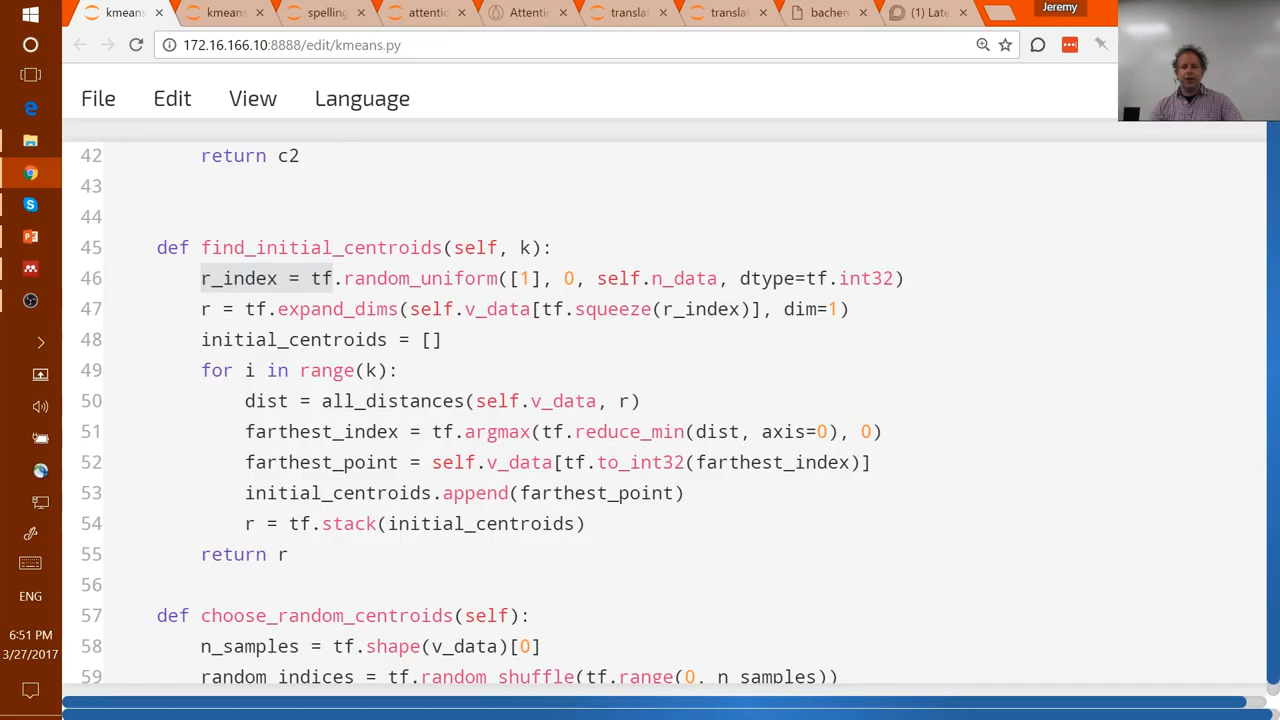 kmeans
kmeans
spelling
attentio
Attenti
translat
translat
bachen
(1) Late
Jeremy
172.16.166.10:8888/edit/kmeans.py
File Edit View Language
42 return c2
43
44
45 def find_initial_centroids(self, k):
46 r_index = tf.random_uniform([1], 0, self.n_data, dtype=tf.int32)
47 r = tf.expand_dims(self.v_data[tf.squeeze(r_index)], dim=1)
48 initial_centroids = []
49 for i in range(k):
50 dist = all_distances(self.v_data, r)
51 farthest_index = tf.argmax(tf.reduce_min(dist, axis=0), 0)
52 farthest_point = self.v_data[tf.to_int32(farthest_index)]
53 initial_centroids.append(farthest_point)
54 r = tf.stack(initial_centroids)
55 return r
56
57 def choose_random_centroids(self):
58 n_samples = tf.shape(v_data)[0]
59 random_indices = tf.random_shuffle(tf.range(0, n_samples))
ENG
6:51 PM
3/27/2017